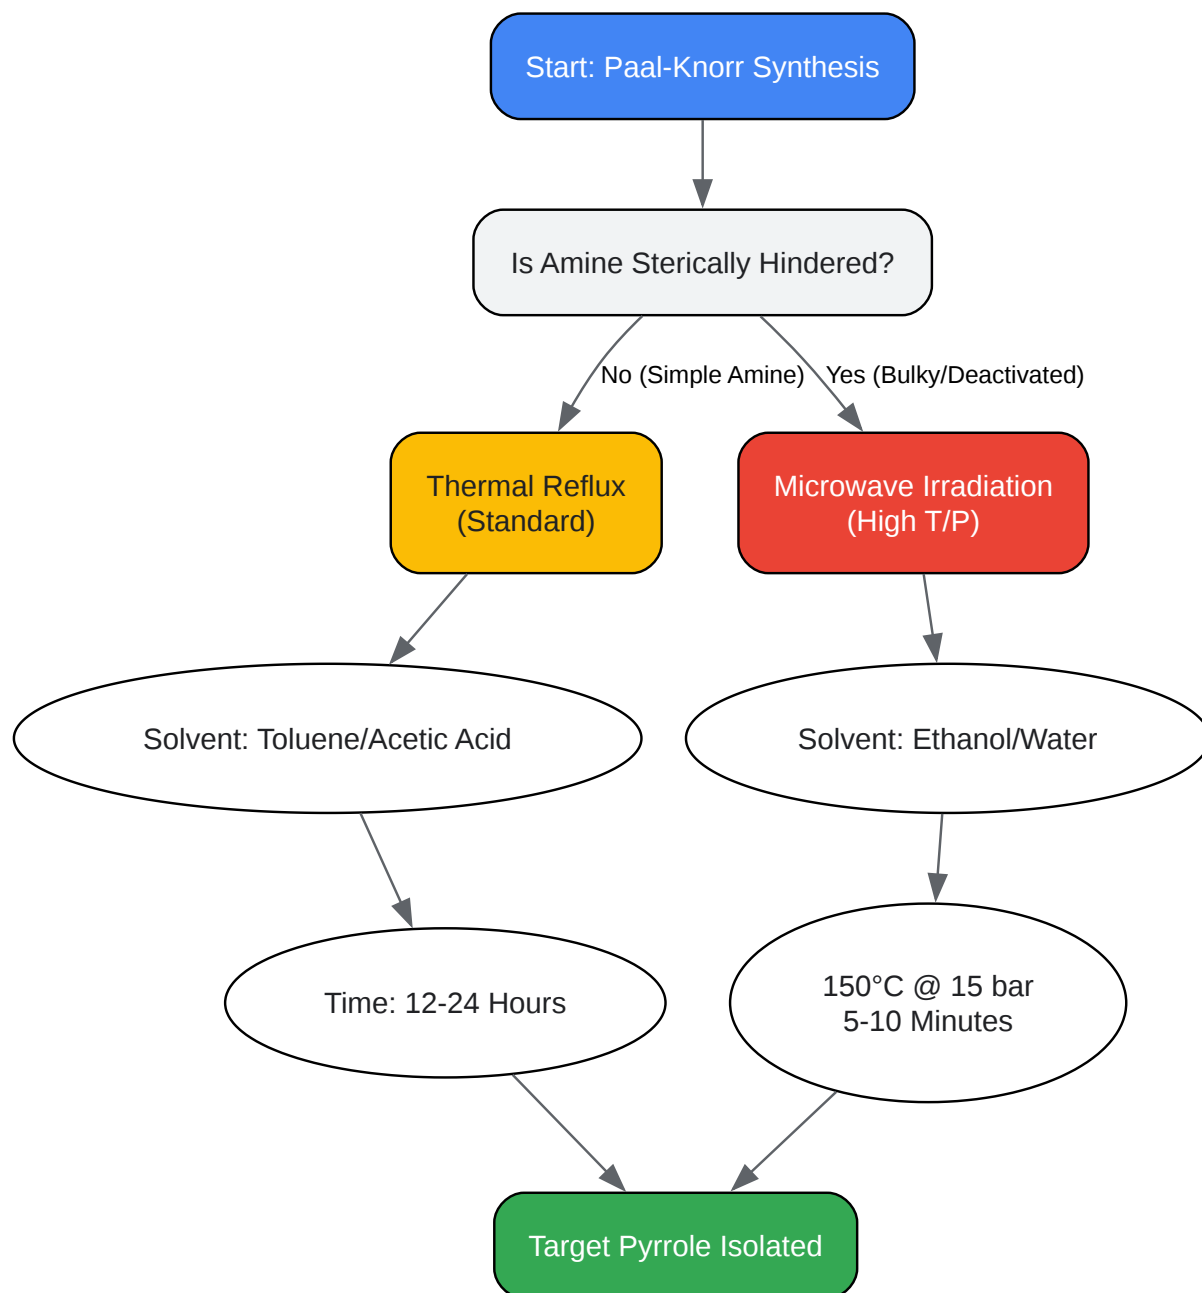 Start: Paal-Knorr Synthesis
Is Amine Sterically Hindered?
No (Simple Amine)
Yes (Bulky/Deactivated)
Thermal Reflux
(Standard)
Microwave Irradiation
(High T/P)
Solvent: Toluene/Acetic Acid
Solvent: Ethanol/Water
Time: 12-24 Hours
150°C @ 15 bar
5-10 Minutes
Target Pyrrole Isolated